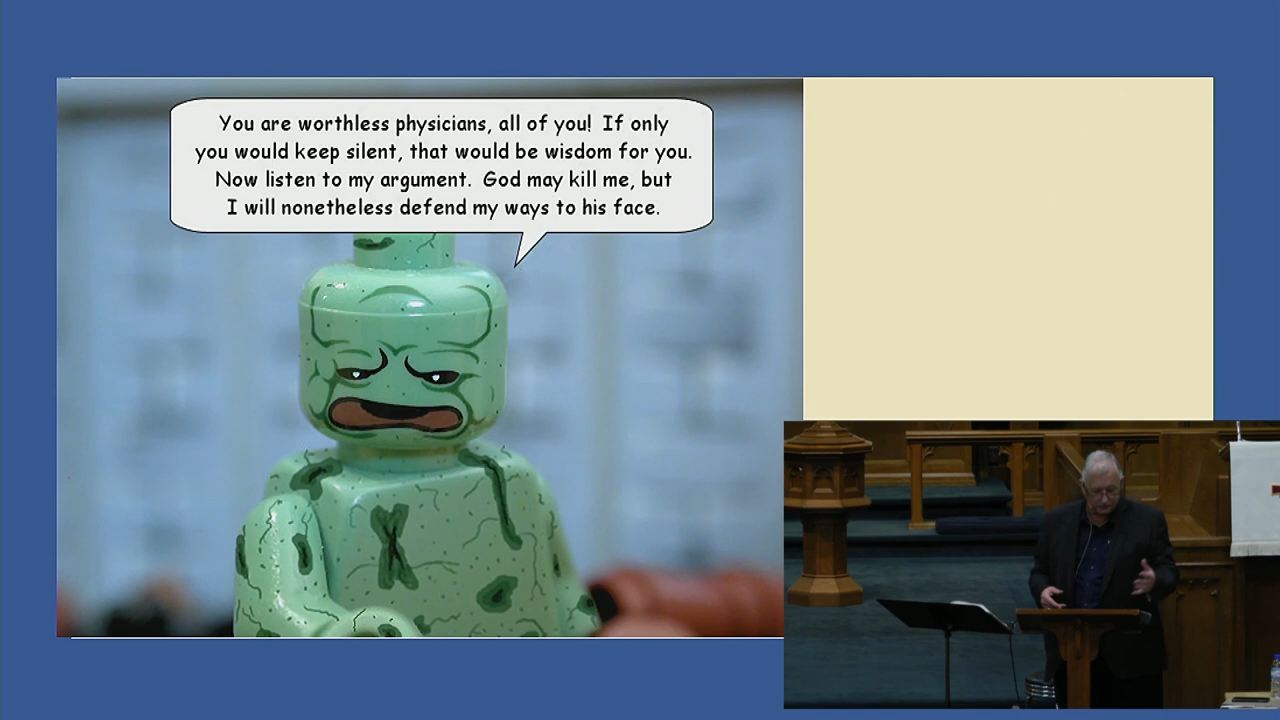 You are worthless physicians, all of you!  If only
you would keep silent, that would be wisdom for you.
Now listen to my argument.  God may kill me, but
I will nonetheless defend my ways to his face.